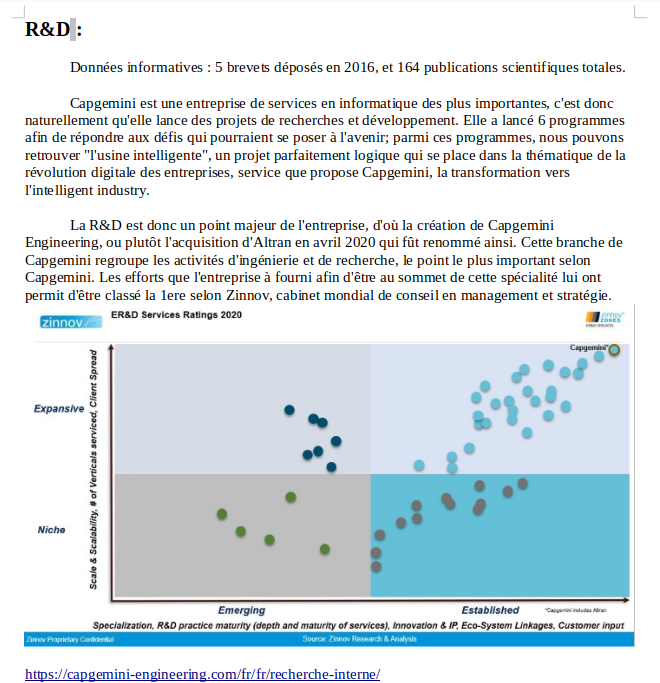 R&D :
Données informatives : 5 brevets déposés en 2016, et 164 publications scientifiques totales.
Capgemini est une entreprise de services en informatique des plus importantes, c'est donc
naturellement qu'elle lance des projets de recherches et développement. Elle a lancé 6 programmes
afin de répondre aux défis qui pourraient se poser à l'avenir; parmi ces programmes, nous pouvons
retrouver "l'usine intelligente", un projet parfaitement logique qui se place dans la thématique de la
révolution digitale des entreprises, service que propose Capgemini, la transformation vers
l'intelligent industry.
La R&D est donc un point majeur de l'entreprise, d'où la création de Capgemini
Engineering, ou plutôt l'acquisition d'Altran en avril 2020 qui fût renommé ainsi. Cette branche de
Capgemini regroupe les activités d'ingénierie et de recherche, le point le plus important selon
Capgemini. Les efforts que l'entreprise à fourni afin d'être au sommet de cette spécialité lui ont
permit d'être classé la 1ere selon Zinnov, cabinet mondial de conseil en management et stratégie.
zinnov
ER&D Services Ratings 2020
zinnov
ZONES
ER&D SERVICES
Capgemini*
Expansive
Niche
Scale & Scalability, # of Verticals serviced, Client Spread
Emerging
Established
*Capgemini includes Altran
Specialization, R&D practice maturity (depth and maturity of services), Innovation & IP, Eco-System Linkages, Customer input
Zinnov Proprietary Confidential
Source: Zinnov Research & Analysis
https://capgemini-engineering.com/fr/fr/recherche-interne/